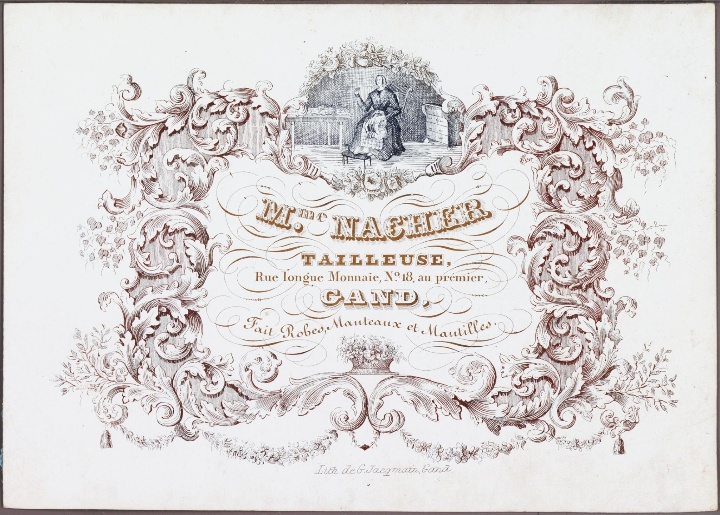 M.me NACHER
TAILLEUSE,
Rue longue Monnaie, No 18, au premier,
GAND,
Fait Robes, Manteaux et Mantilles.
Lith. de G. Jacqmain, Gand